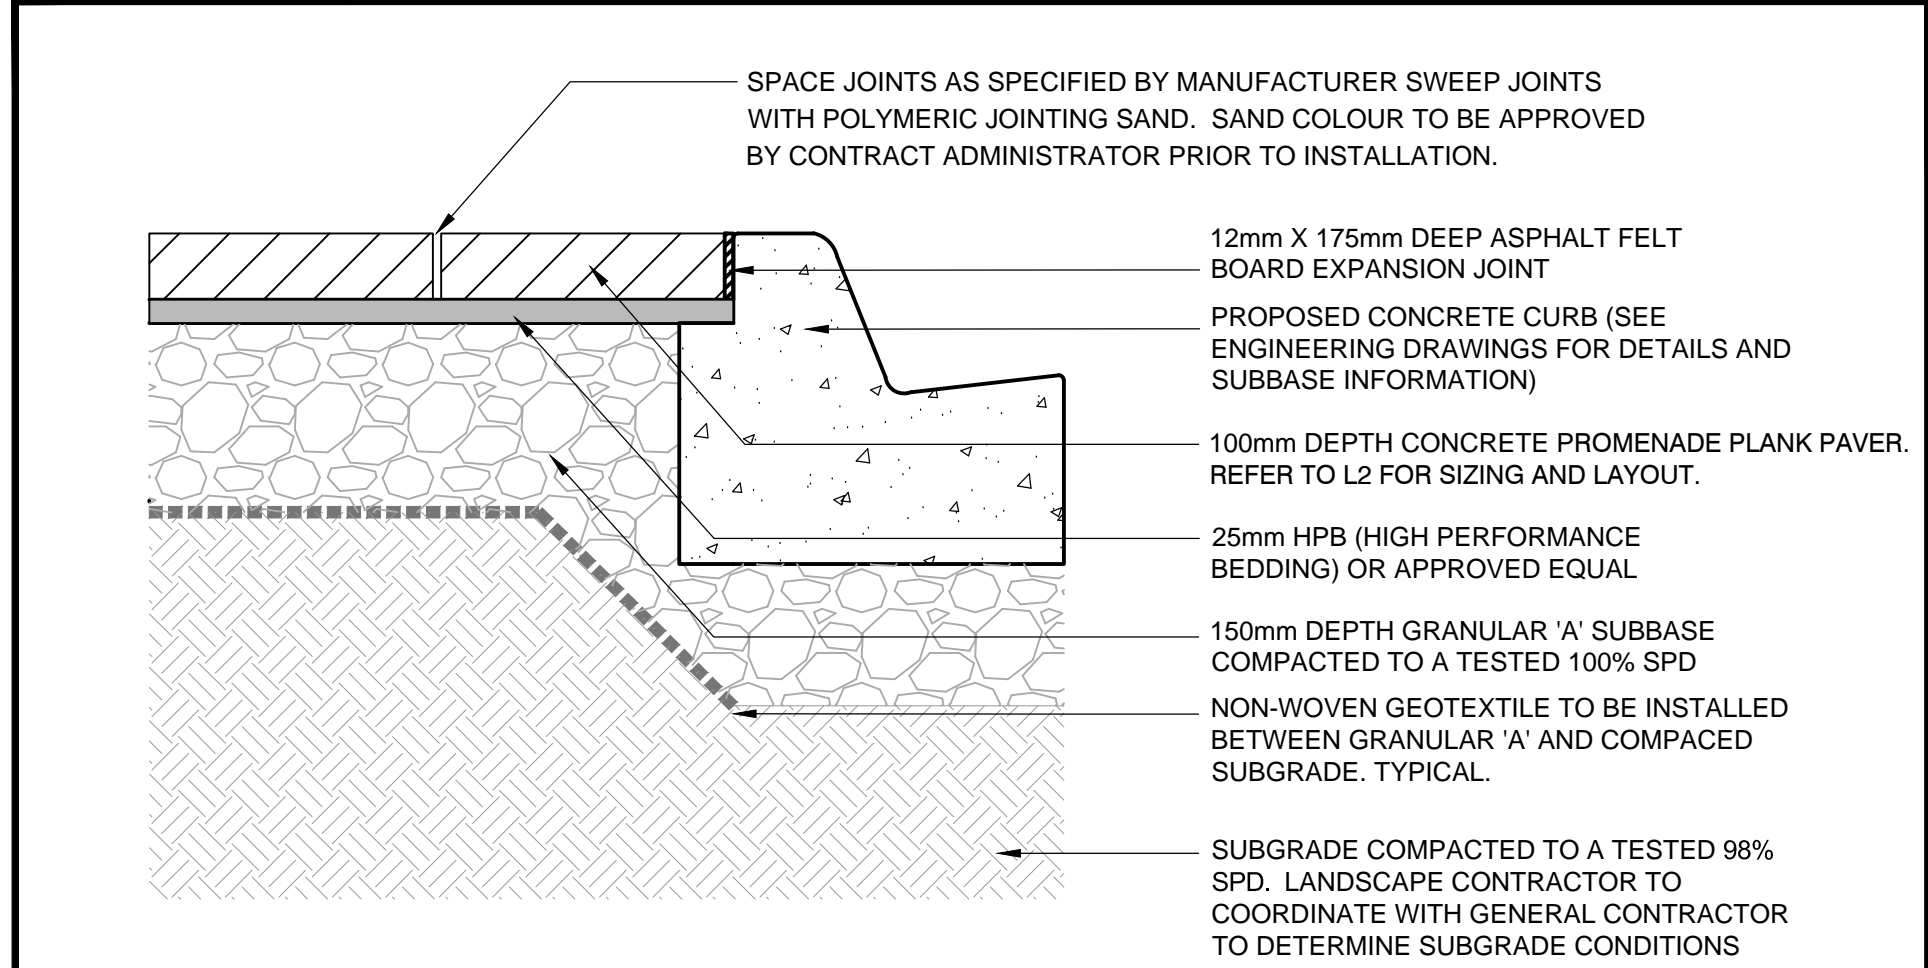 SPACE JOINTS AS SPECIFIED BY MANUFACTURER SWEEP JOINTS
WITH POLYMERIC JOINTING SAND.  SAND COLOUR TO BE APPROVED
BY CONTRACT ADMINISTRATOR PRIOR TO INSTALLATION.
12mm X 175mm DEEP ASPHALT FELT
BOARD EXPANSION JOINT
PROPOSED CONCRETE CURB (SEE
ENGINEERING DRAWINGS FOR DETAILS AND
SUBBASE INFORMATION)
100mm DEPTH CONCRETE PROMENADE PLANK PAVER.
REFER TO L2 FOR SIZING AND LAYOUT.
25mm HPB (HIGH PERFORMANCE
BEDDING) OR APPROVED EQUAL
150mm DEPTH GRANULAR 'A' SUBBASE
COMPACTED TO A TESTED 100% SPD
NON-WOVEN GEOTEXTILE TO BE INSTALLED
BETWEEN GRANULAR 'A' AND COMPACED
SUBGRADE. TYPICAL.
SUBGRADE COMPACTED TO A TESTED 98%
SPD.  LANDSCAPE CONTRACTOR TO
COORDINATE WITH GENERAL CONTRACTOR
TO DETERMINE SUBGRADE CONDITIONS